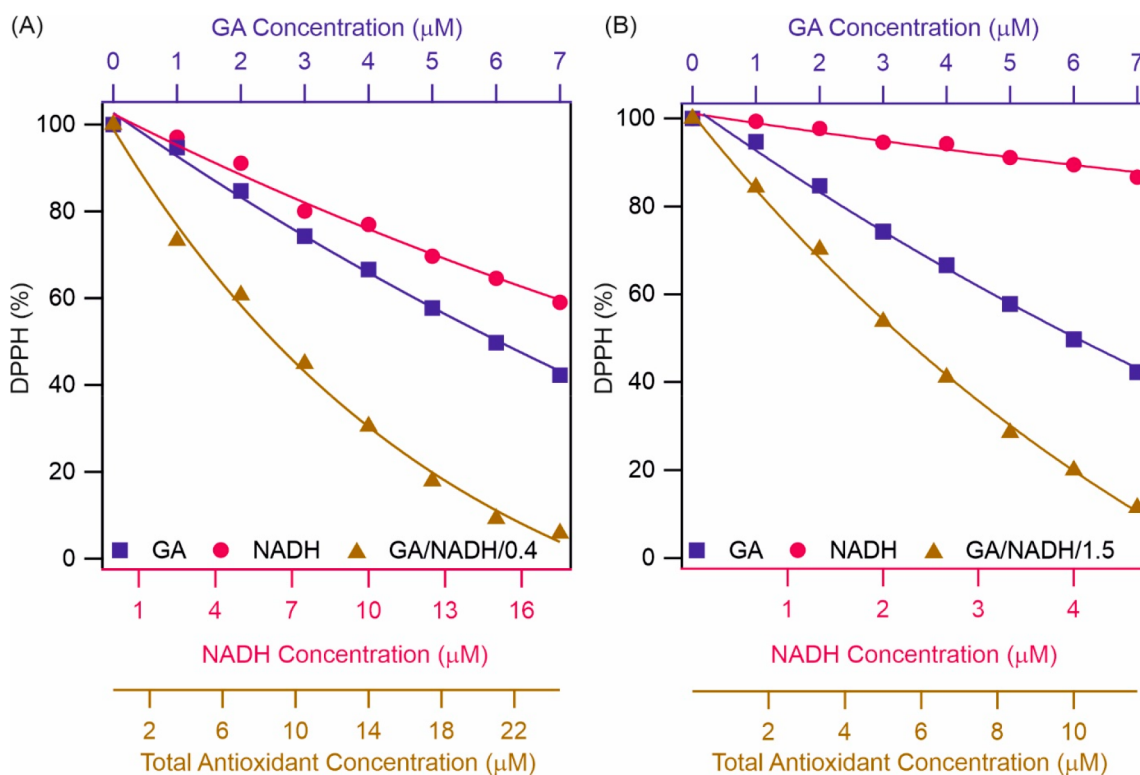 (A)
GA Concentration (μM)
0 1 2 3 4 5 6 7
DPPH (%)
100
80
60
40
20
0
GA NADH GA/NADH/0.4
1 4 7 10 13 16
NADH Concentration (μM)
2 6 10 14 18 22
Total Antioxidant Concentration (μM)
(B)
GA Concentration (μM)
0 1 2 3 4 5 6 7
DPPH (%)
100
80
60
40
20
0
GA NADH GA/NADH/1.5
1 2 3 4
NADH Concentration (μM)
2 4 6 8 10
Total Antioxidant Concentration (μM)